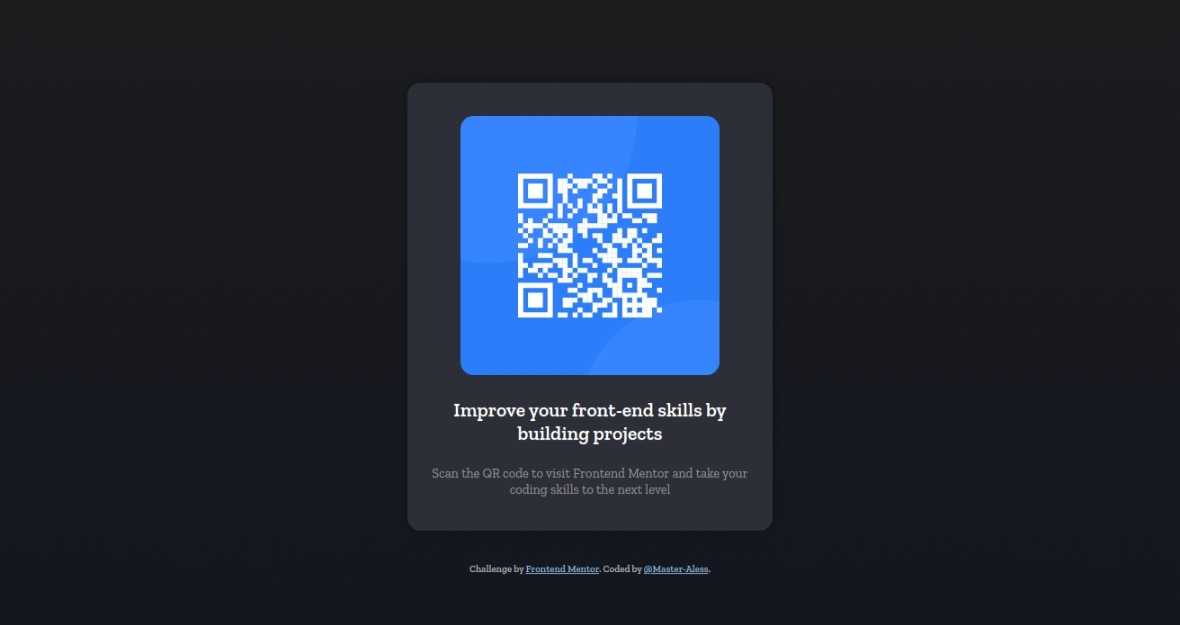 Improve your front-end skills by
building projects
Scan the QR code to visit Frontend Mentor and take your
coding skills to the next level
Challenge by Frontend Mentor. Coded by @Master-Aless.